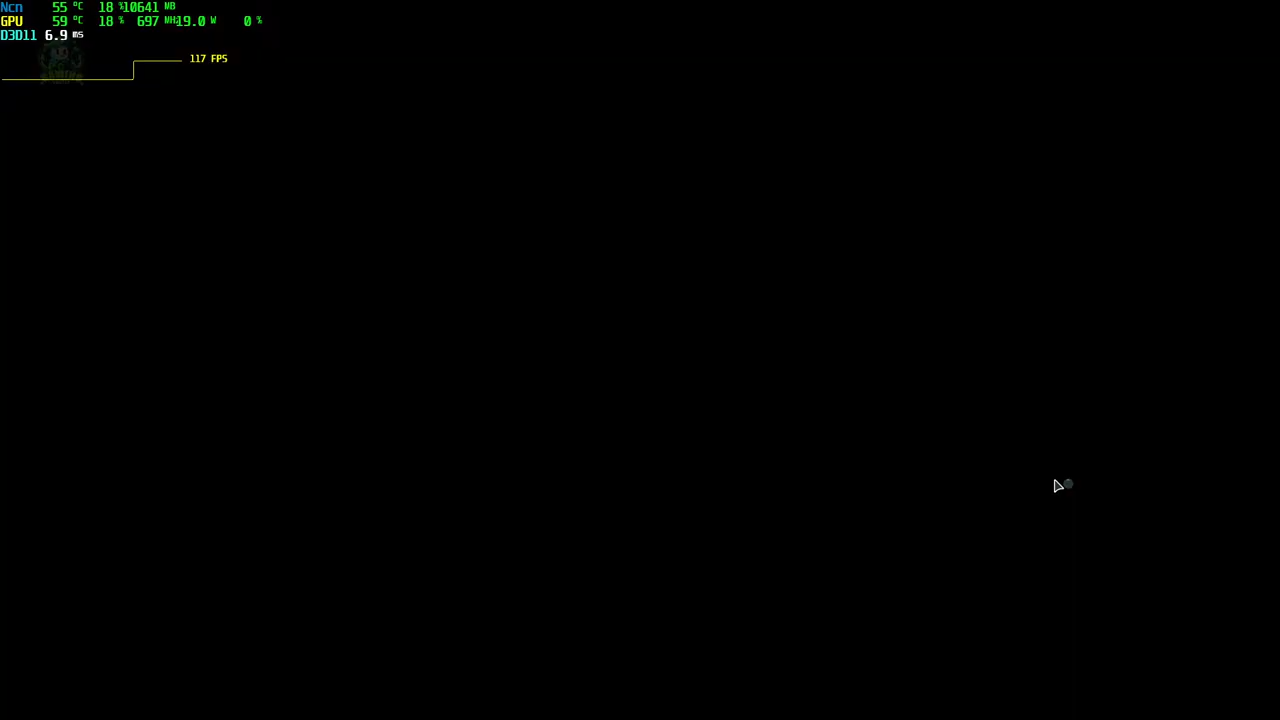 Ncn 55 °C 18 % 10641 MB
GPU 59 °C 18 % 697 MHz 19.0 W 0 %
D3D11 6.9 ms
117 FPS